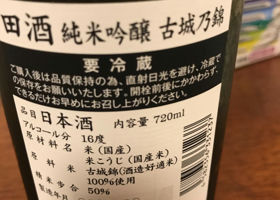 田酒 純米吟醸 古城乃錦
要冷蔵
ご購入後は品質保持の為、直射日光を避け、冷蔵で
の保存をお願いいたします。開栓前後にかかわらず、
できるだけお早めにお召し上がりください。
品目 日本酒 内容量 720ml
アルコール分 16度
原材料名 米(国産)
米こうじ(国産米)
原料米 古城錦(酒造好適米)
100%使用
精米歩合 50%
製造年月